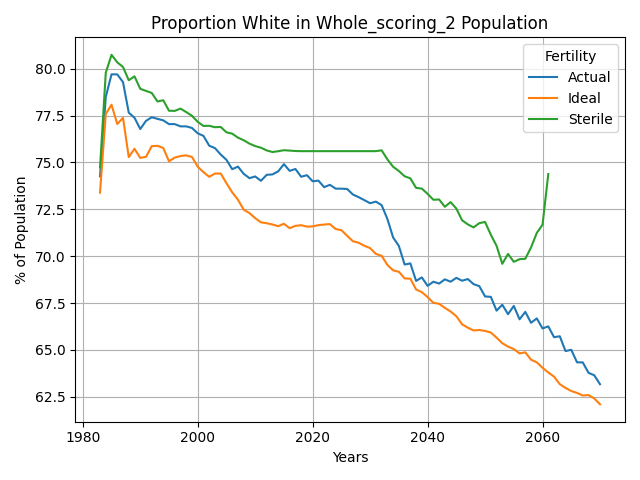 Proportion White in Whole_scoring_2 Population
Fertility
Actual
Ideal
Sterile
% of Population
80.0
77.5
75.0
72.5
70.0
67.5
65.0
62.5
1980
2000
2020
2040
2060
Years